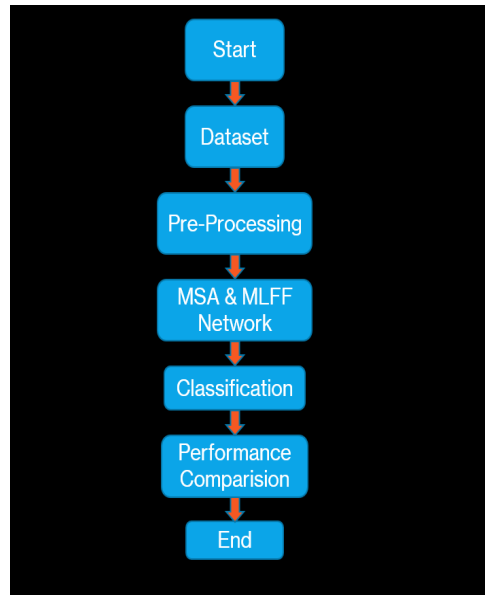 Start
Dataset
Pre-Processing
MSA & MLFF
Network
Classification
Performance
Comparision
End